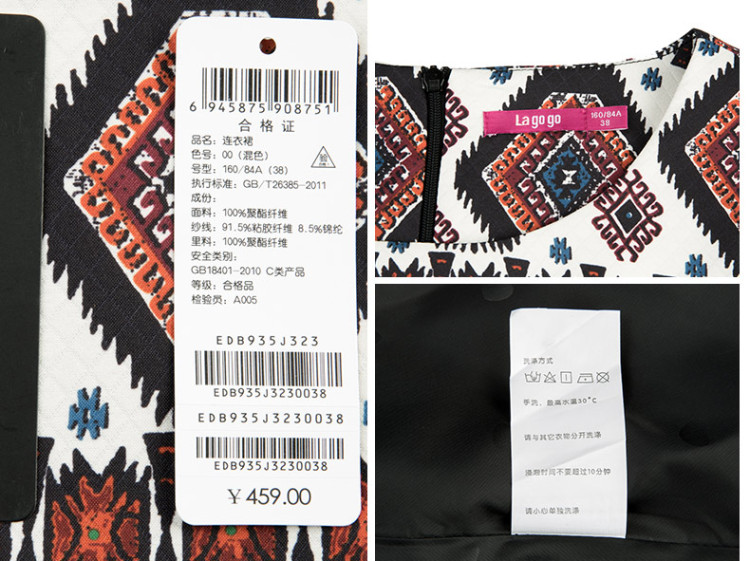 6 945875 908751
合格证
品名：连衣裙
色号：00（混色）
号型：160/84A（38）
执行标准：GB/T26385-2011
成份：
面料：100%聚酯纤维
纱线：91.5%粘胶纤维 8.5%锦纶
里料：100%聚酯纤维
安全类别：
GB18401-2010 C类产品
等级：合格品
检验员：A005
EDB935J323
EDB935J3230038
EDB935J3230038
EDB935J3230038
￥459.00
Lagogo
160/84A
38
洗涤方式
手洗，最高水温30°C
请与其它衣物分开洗涤
浸泡时间不要超过10分钟
请小心单独洗涤